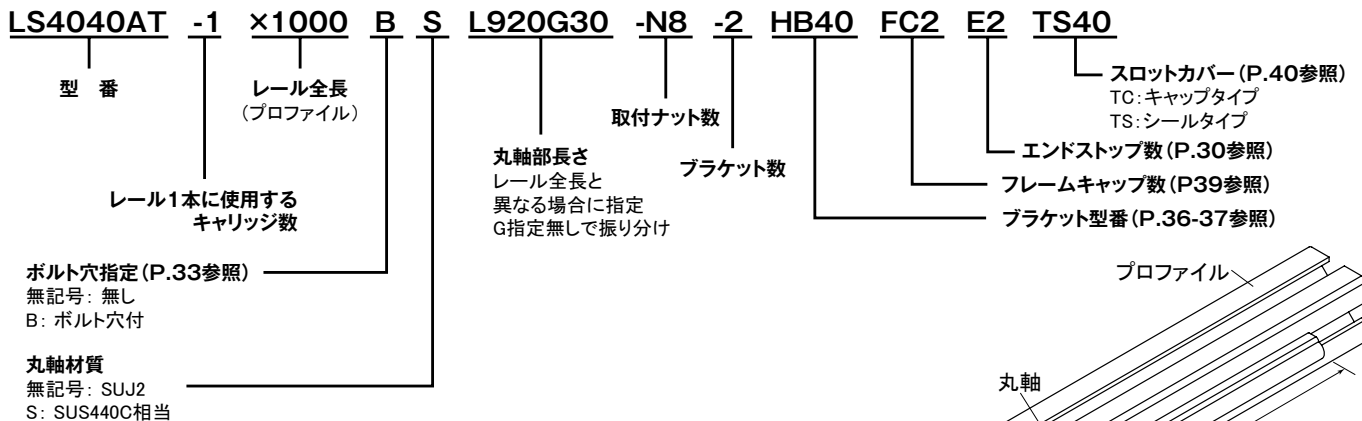 LS4040AT -1 ×1000 B S L920G30 -N8 -2 HB40 FC2 E2 TS40
型 番
レール1本に使用する
キャリッジ数
レール全長
(プロファイル)
ボルト穴指定(P.33参照)
無記号: 無し
B: ボルト穴付
丸軸材質
無記号: SUJ2
S: SUS440C相当
丸軸部長さ
レール全長と
異なる場合に指定
G指定無しで振り分け
取付ナット数
ブラケット数
スロットカバー(P.40参照)
TC:キャップタイプ
TS:シールタイプ
エンドストップ数(P.30参照)
フレームキャップ数(P39参照)
ブラケット型番(P.36-37参照)
プロファイル
丸軸